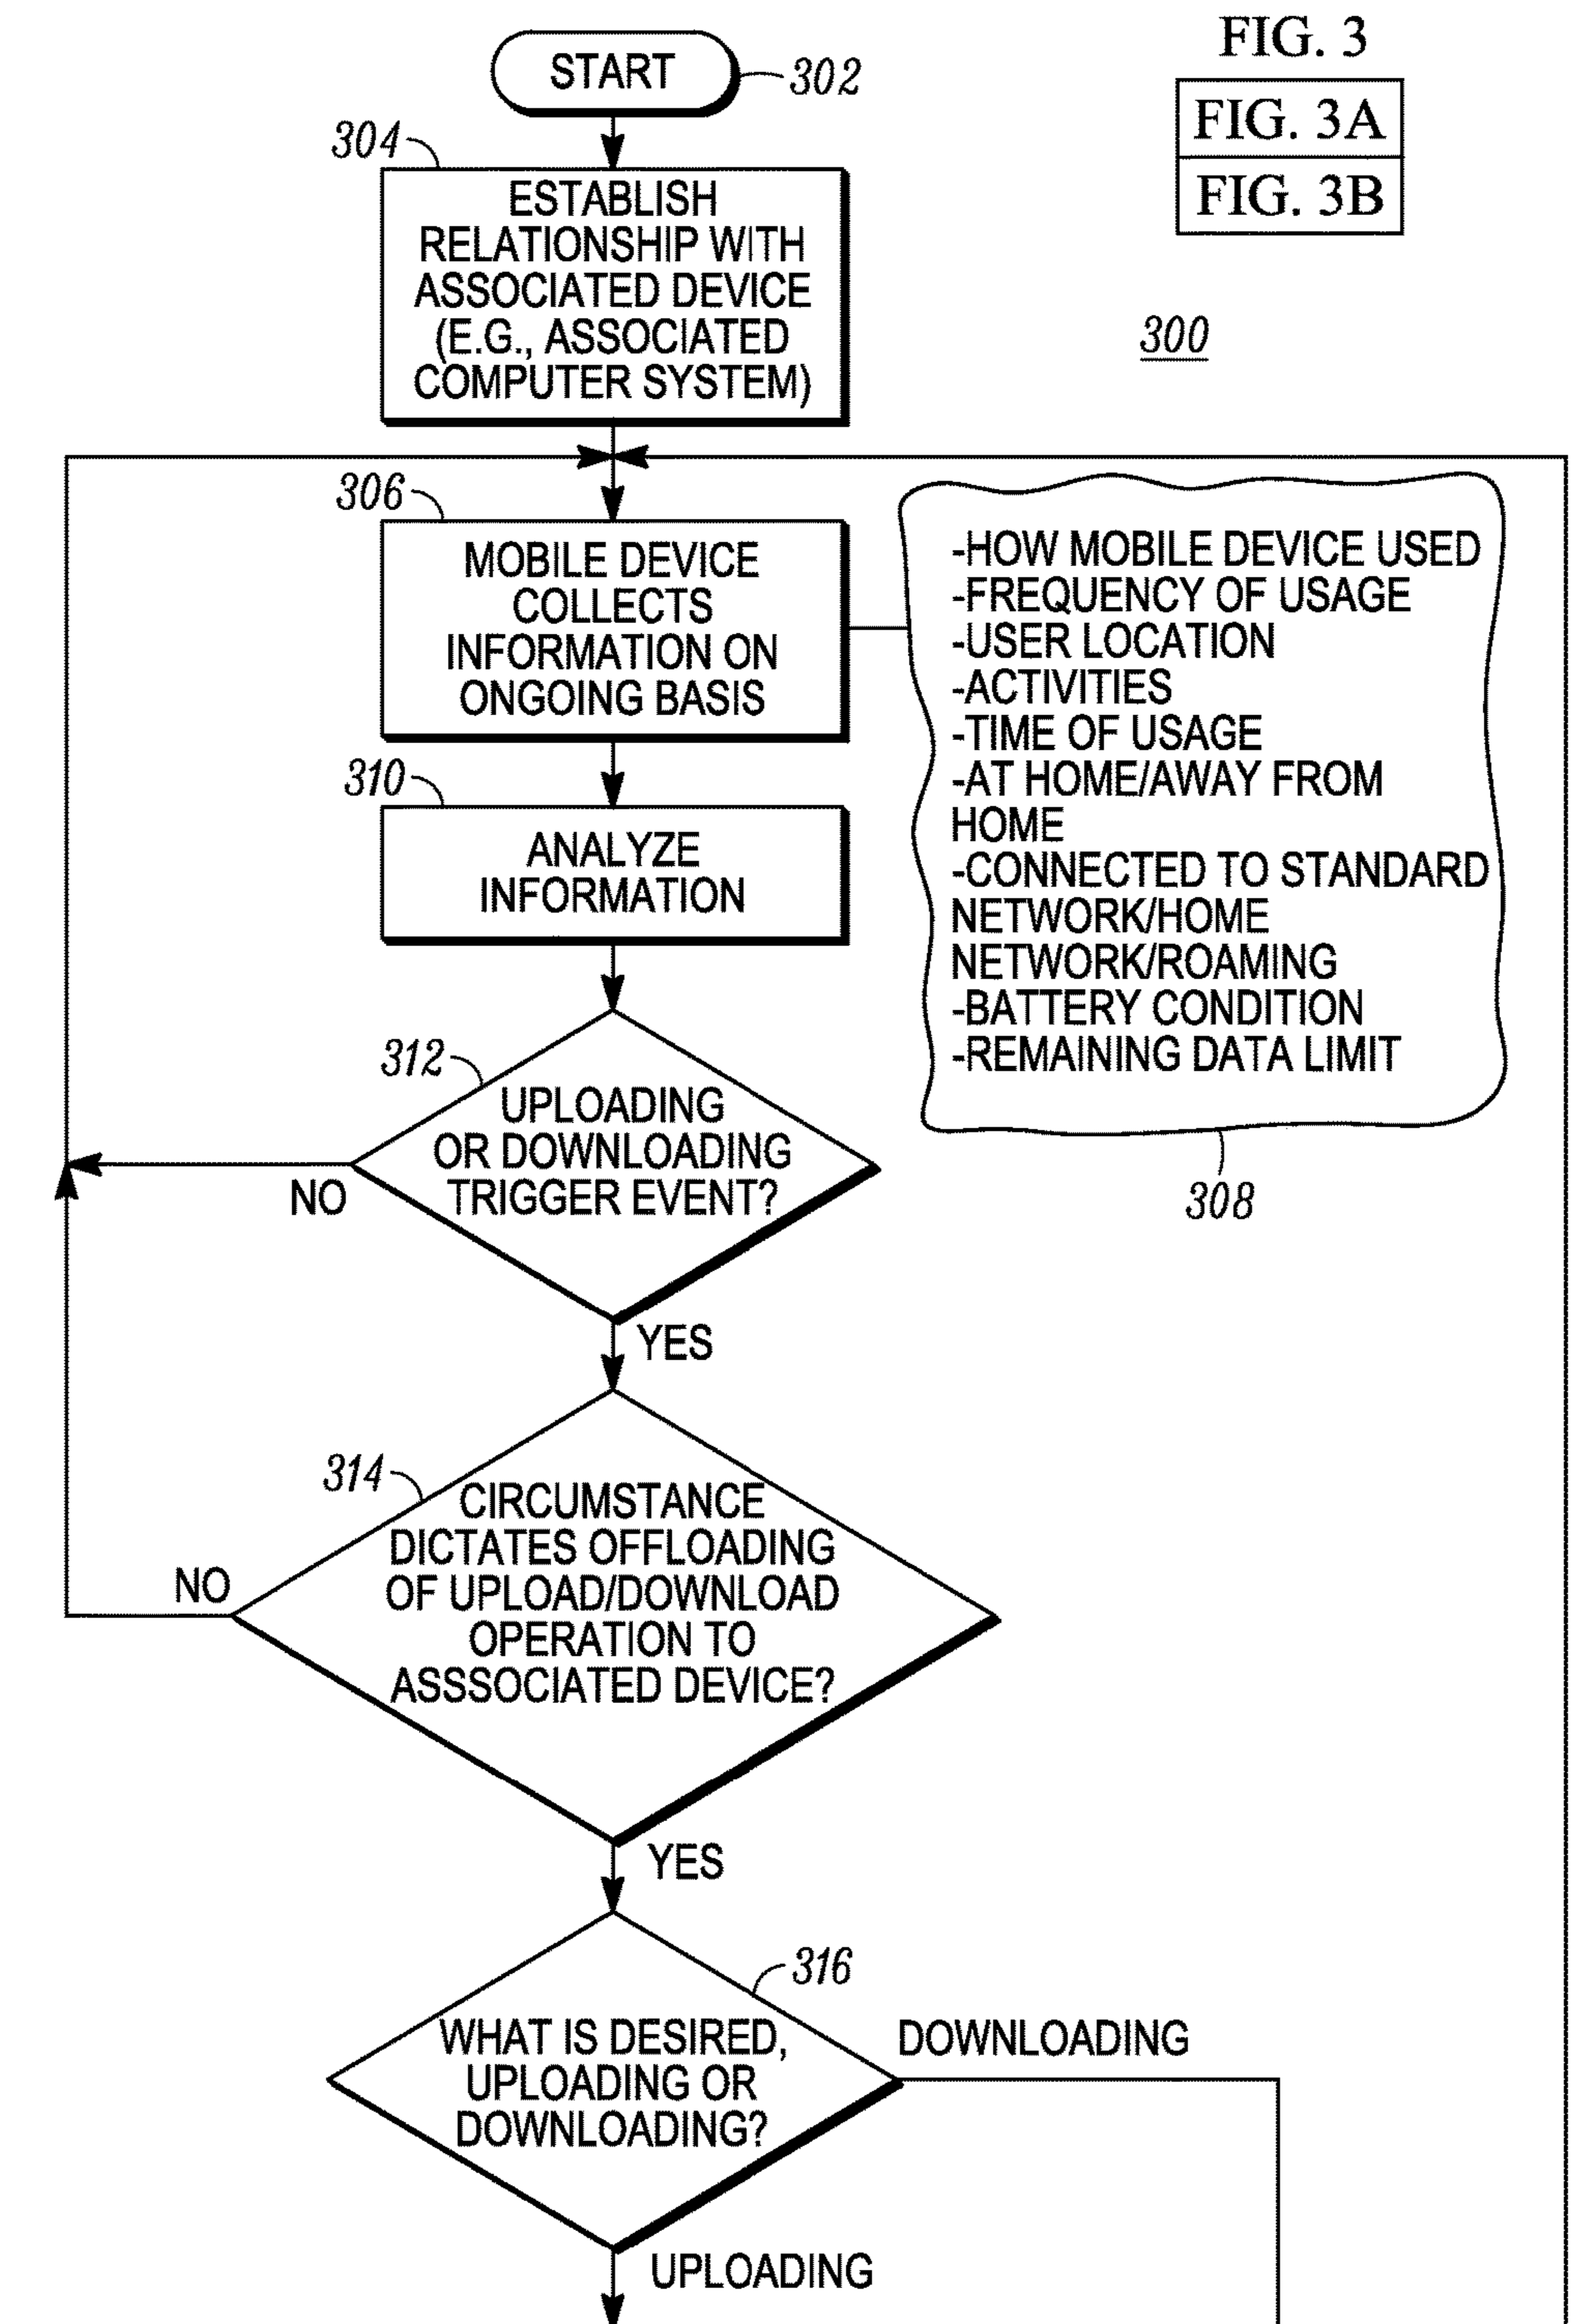 FIG. 3
FIG. 3A
FIG. 3B
300
START
302
304
ESTABLISH
RELATIONSHIP WITH
ASSOCIATED DEVICE
(E.G., ASSOCIATED
COMPUTER SYSTEM)
306
MOBILE DEVICE
COLLECTS
INFORMATION ON
ONGOING BASIS
-HOW MOBILE DEVICE USED
-FREQUENCY OF USAGE
-USER LOCATION
-ACTIVITIES
-TIME OF USAGE
-AT HOME/AWAY FROM
HOME
-CONNECTED TO STANDARD
NETWORK/HOME
NETWORK/ROAMING
-BATTERY CONDITION
-REMAINING DATA LIMIT
308
310
ANALYZE
INFORMATION
312
UPLOADING
OR DOWNLOADING
TRIGGER EVENT?
NO
YES
314
CIRCUMSTANCE
DICTATES OFFLOADING
OF UPLOAD/DOWNLOAD
OPERATION TO
ASSSOCIATED DEVICE?
NO
YES
316
WHAT IS DESIRED,
UPLOADING OR
DOWNLOADING?
DOWNLOADING
UPLOADING